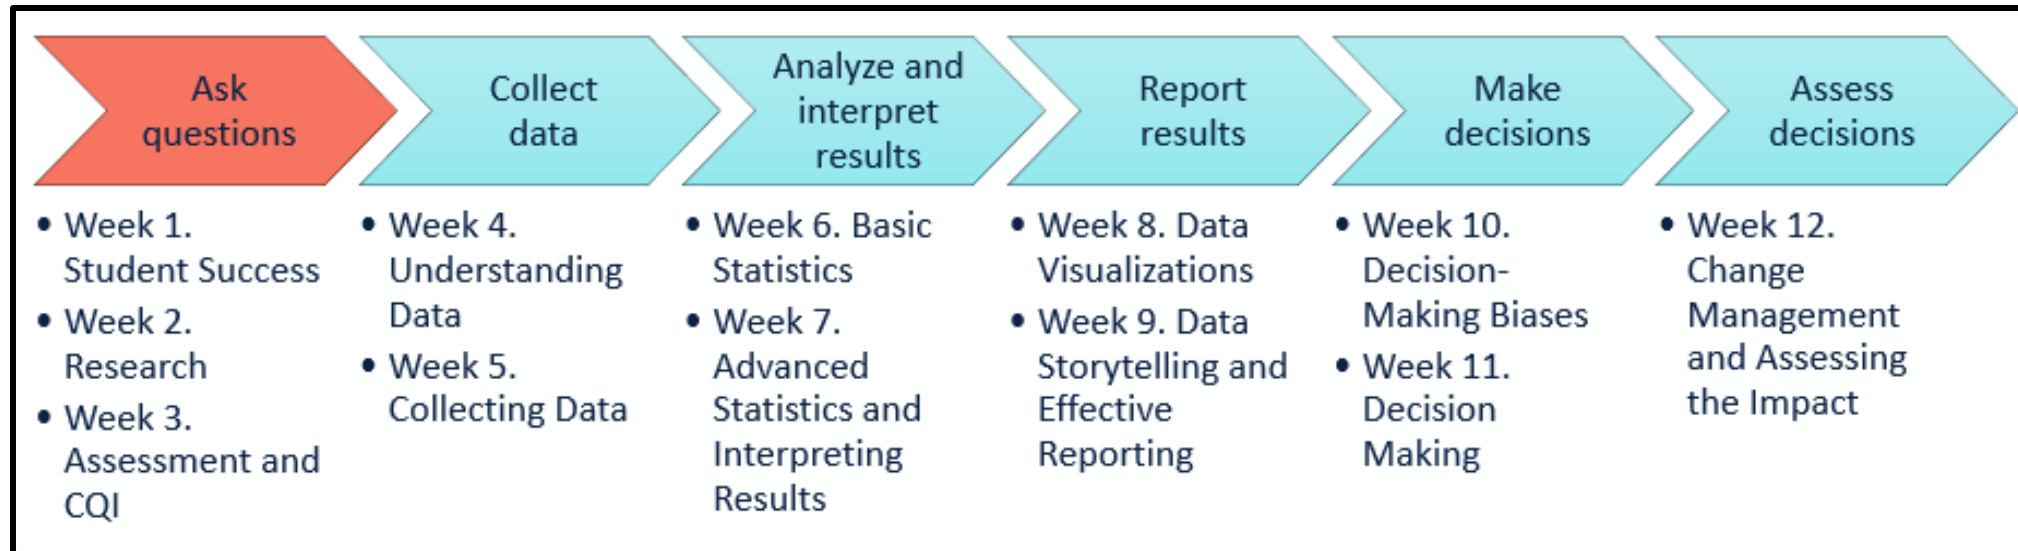 Ask
questions
Collect
data
Analyze and
interpret
results
Report
results
Make
decisions
Assess
decisions
• Week 1.
Student Success
• Week 2.
Research
• Week 3.
Assessment and
CQI
• Week 4.
Understanding
Data
• Week 5.
Collecting Data
• Week 6. Basic
Statistics
• Week 7.
Advanced
Statistics and
Interpreting
Results
• Week 8. Data
Visualizations
• Week 9. Data
Storytelling and
Effective
Reporting
• Week 10.
Decision-
Making Biases
• Week 11.
Decision
Making
• Week 12.
Change
Management
and Assessing
the Impact